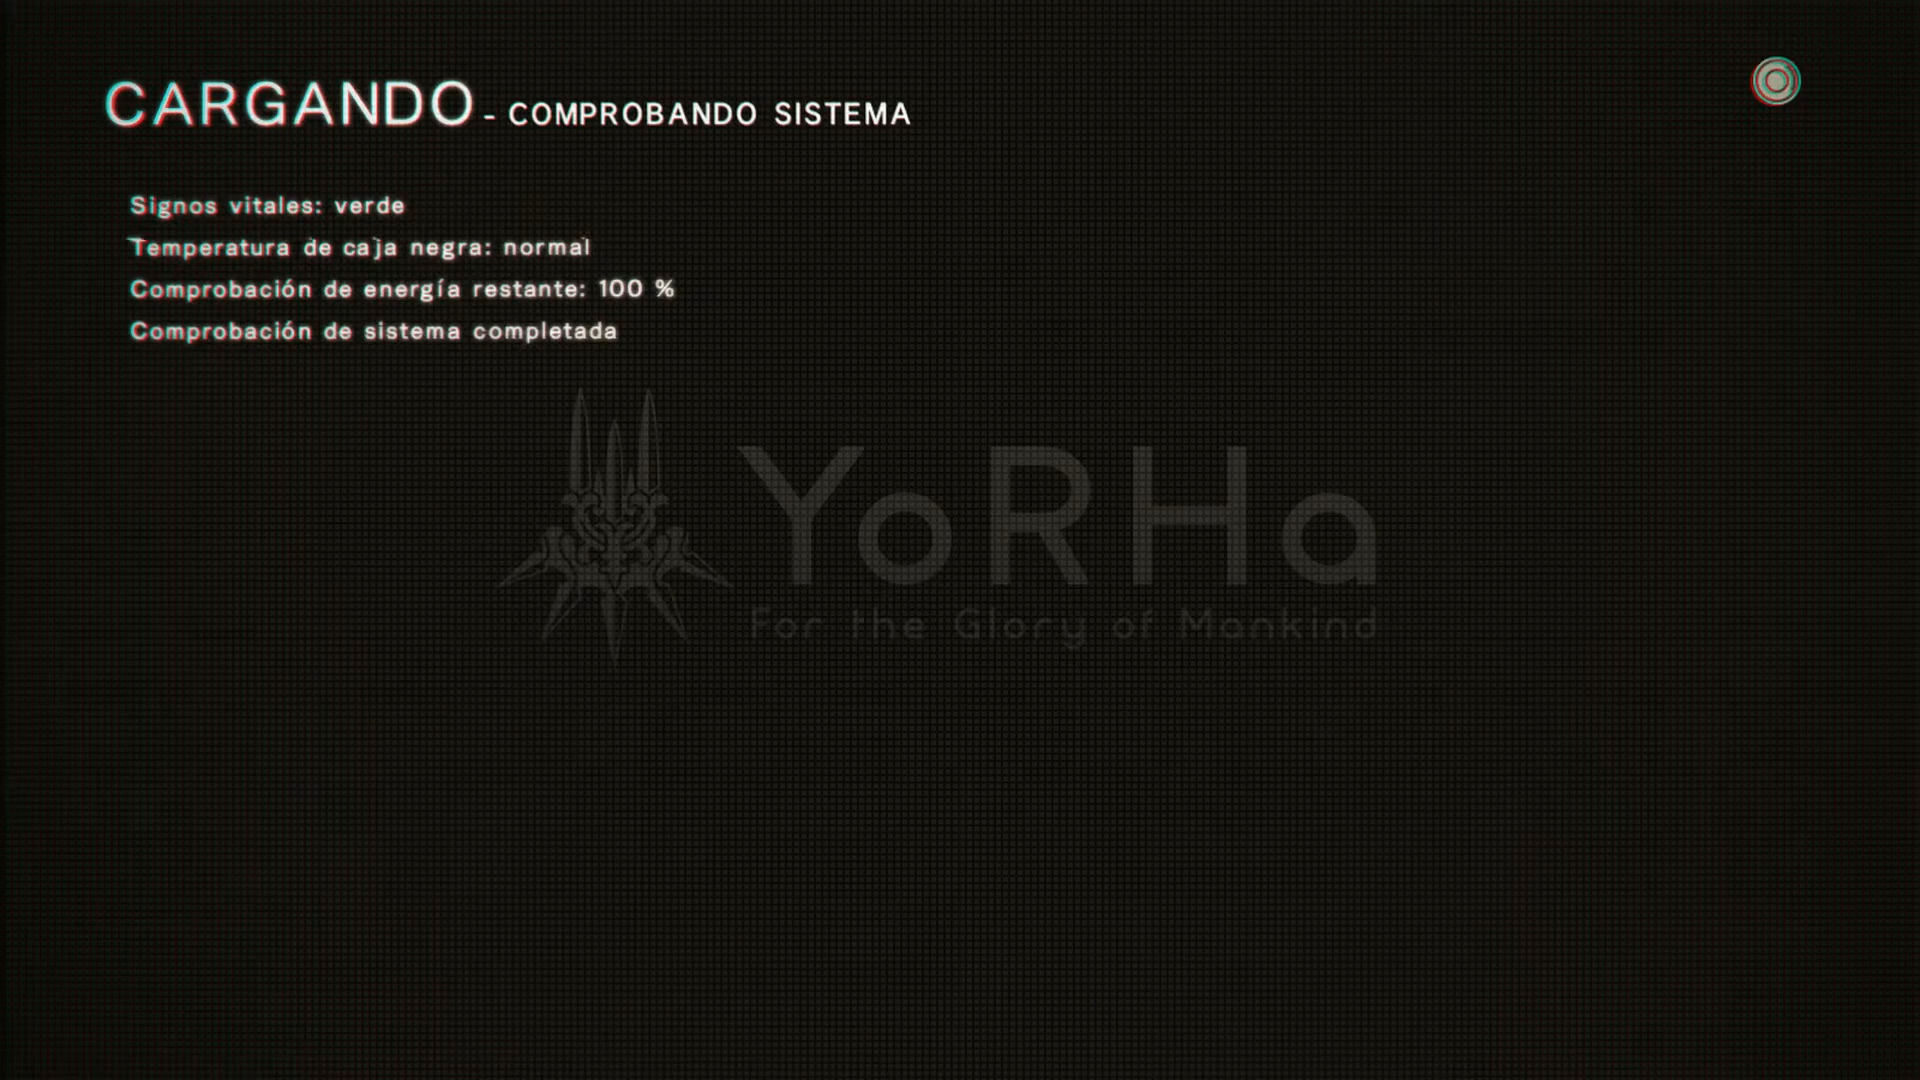 CARGANDO - COMPROBANDO SISTEMA
Signos vitales: verde
Temperatura de caja negra: normal
Comprobación de energía restante: 100 %
Comprobación de sistema completada
YoRHa
For the Glory of Mankind